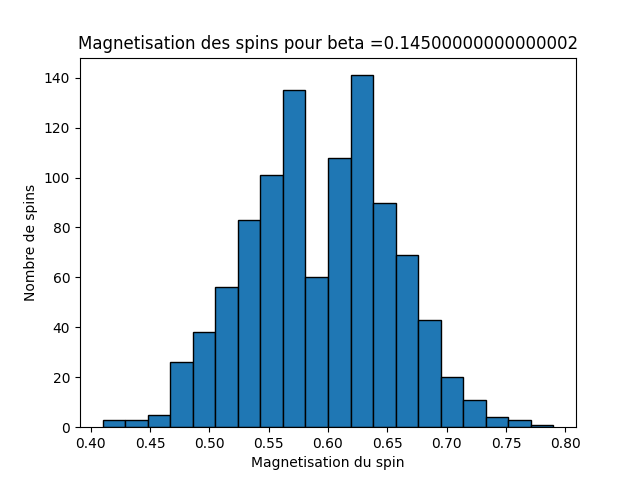 Magnetisation des spins pour beta =0.14500000000000002
140
120
100
80
60
40
20
0
Nombre de spins
0.40 0.45 0.50 0.55 0.60 0.65 0.70 0.75 0.80
Magnetisation du spin